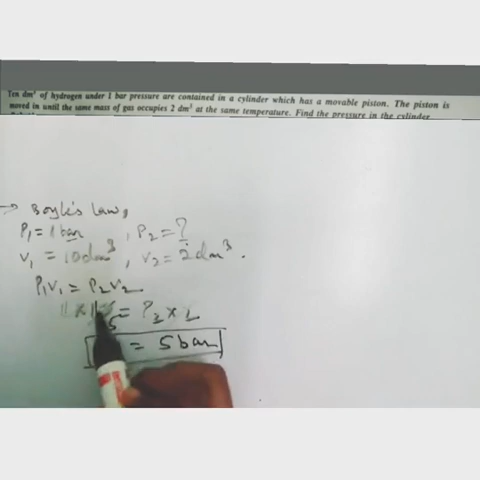 Ten dm³ of hydrogen under 1 bar pressure are contained in a cylinder which has a movable piston. The piston is
moved in until the same mass of gas occupies 2 dm³ at the same temperature. Find the pressure in the cylinder.
→ Boyle's law,
P₁ = 1 bar , P₂ = ?
V₁ = 10 dm³ , V₂ = 2 dm³.
P₁V₁ = P₂V₂
= P₂ × 2
= 5 bar